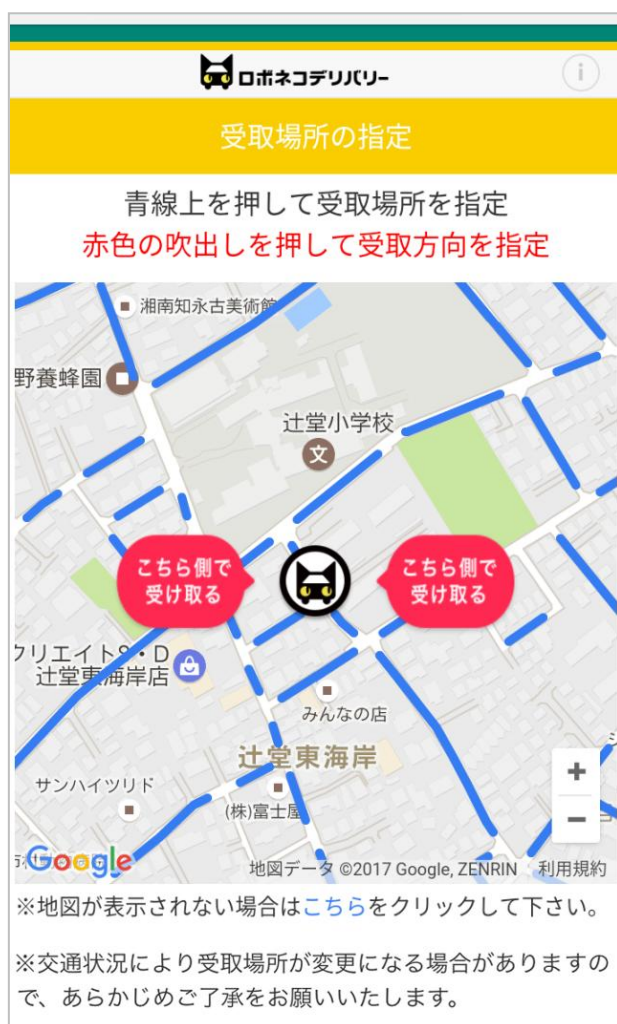 ロボネコデリバリー
i
受取場所の指定
青線上を押して受取場所を指定
赤色の吹出しを押して受取方向を指定
湘南知永古美術館
野養蜂園
辻堂小学校
文
こちら側で
受け取る
こちら側で
受け取る
クリエイトS・D
辻堂東海岸店
みんなの店
辻堂東海岸
サンハイツリド
(株)富士屋
+
−
Google
地図データ ©2017 Google, ZENRIN
利用規約
※地図が表示されない場合はこちらをクリックして下さい。
※交通状況により受取場所が変更になる場合がありますの
で、あらかじめご了承をお願いいたします。